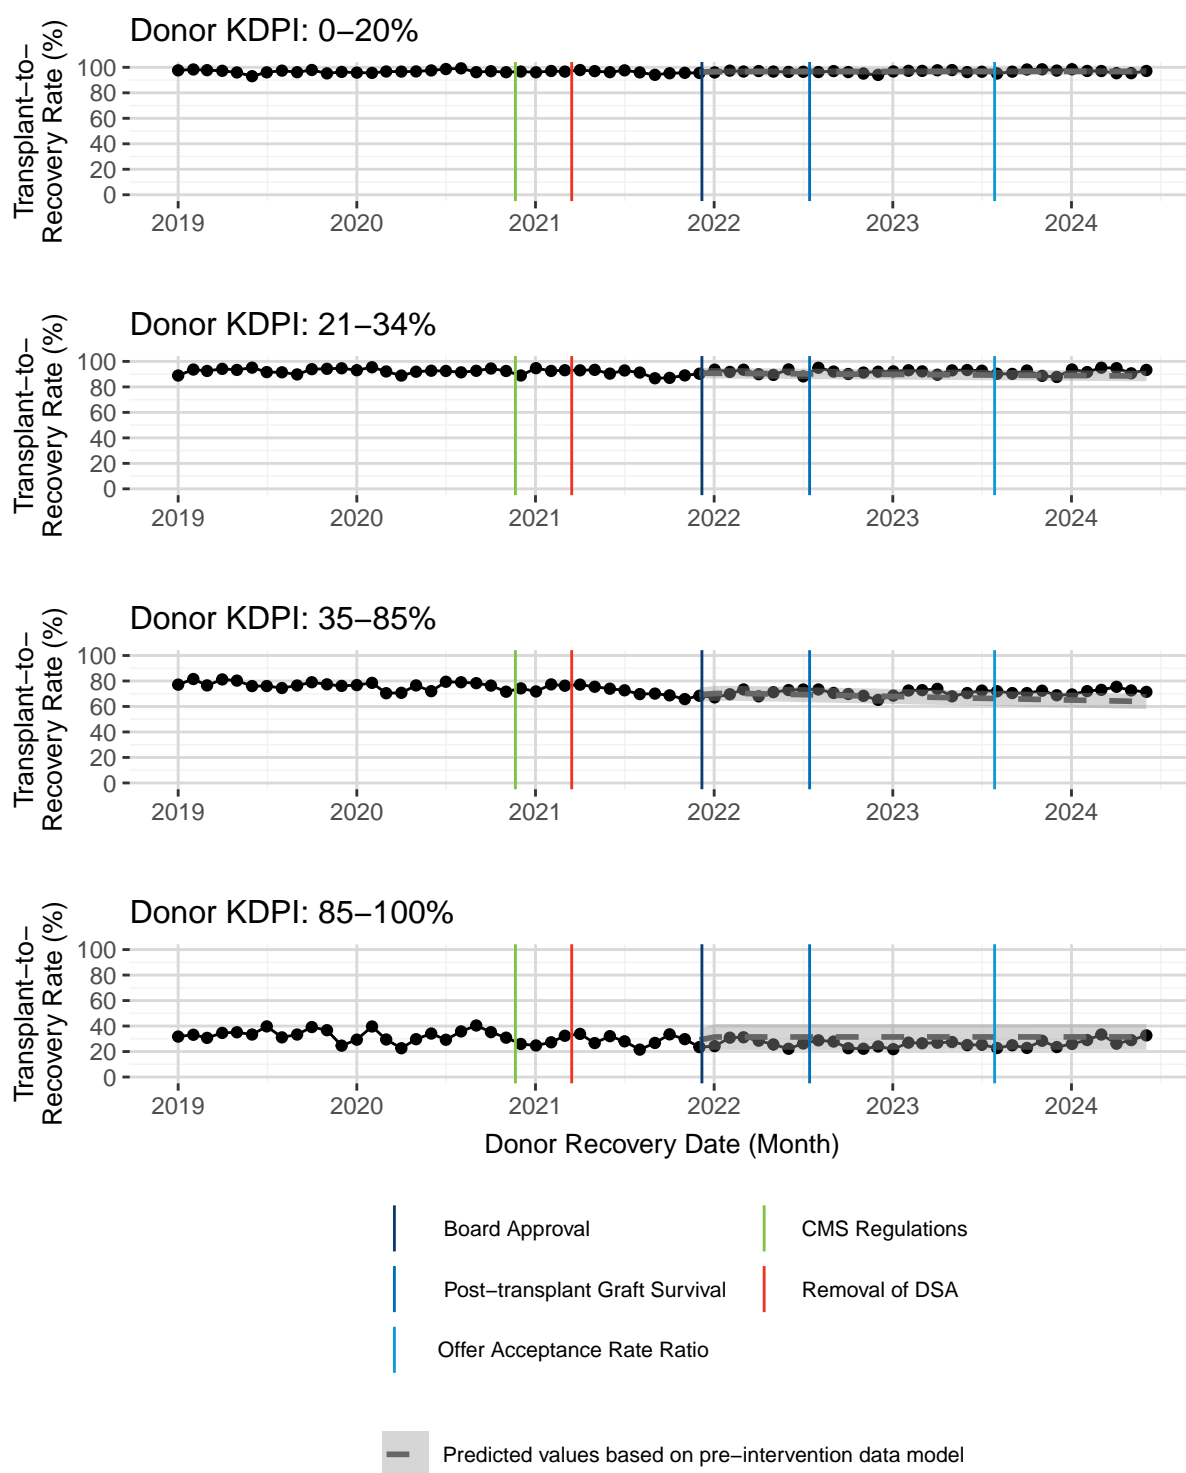 Donor KDPI: 0−20%
Transplant−to−
Recovery Rate (%)
100
80
60
40
20
0
2019 2020 2021 2022 2023 2024
Donor KDPI: 21−34%
Transplant−to−
Recovery Rate (%)
100
80
60
40
20
0
2019 2020 2021 2022 2023 2024
Donor KDPI: 35−85%
Transplant−to−
Recovery Rate (%)
100
80
60
40
20
0
2019 2020 2021 2022 2023 2024
Donor KDPI: 85−100%
Transplant−to−
Recovery Rate (%)
100
80
60
40
20
0
2019 2020 2021 2022 2023 2024
Donor Recovery Date (Month)
Board Approval CMS Regulations
Post−transplant Graft Survival Removal of DSA
Offer Acceptance Rate Ratio
Predicted values based on pre−intervention data model